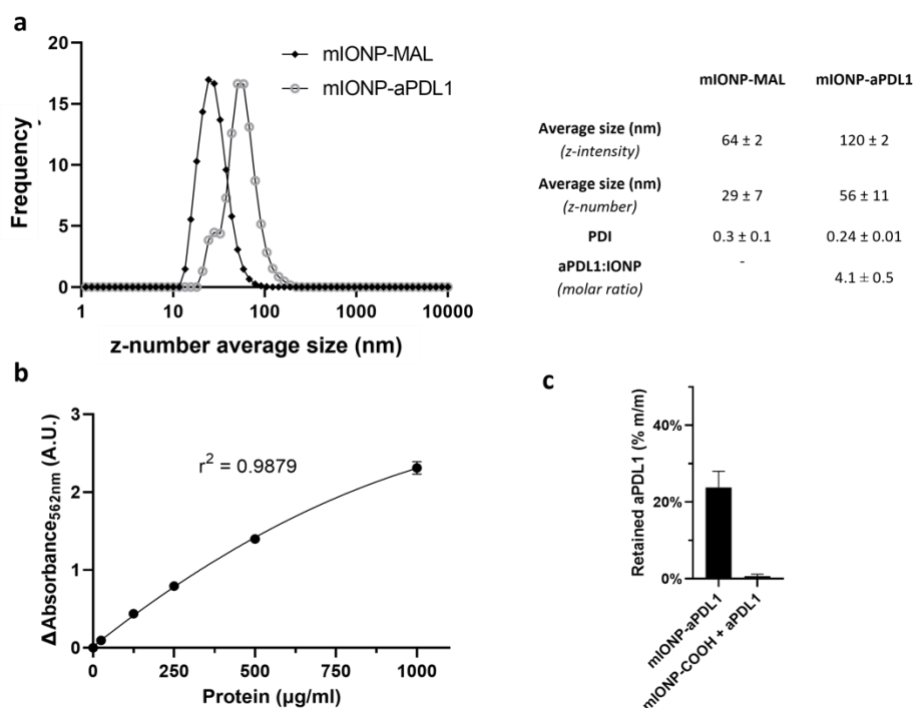 a
mIONP-MAL
mIONP-aPDL1
20
15
10
5
0
Frequency
1 10 100 1000 10000
z-number average size (nm)
mIONP-MAL mIONP-aPDL1
Average size (nm) 64 ± 2 120 ± 2
(z-intensity)
Average size (nm) 29 ± 7 56 ± 11
(z-number)
PDI 0.3 ± 0.1 0.24 ± 0.01
aPDL1:IONP - 4.1 ± 0.5
(molar ratio)
b
3
2
1
0
ΔAbsorbance562nm (A.U.)
r² = 0.9879
0 250 500 750 1000
Protein (µg/ml)
c
40%
20%
0%
Retained aPDL1 (% m/m)
mIONP-aPDL1
mIONP-COOH + aPDL1